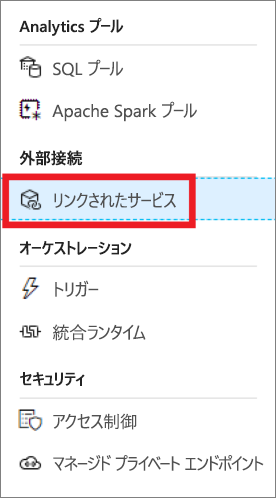 Analytics プール
SQL プール
Apache Spark プール
外部接続
リンクされたサービス
オーケストレーション
トリガー
統合ランタイム
セキュリティ
アクセス制御
マネージド プライベート エンドポイント